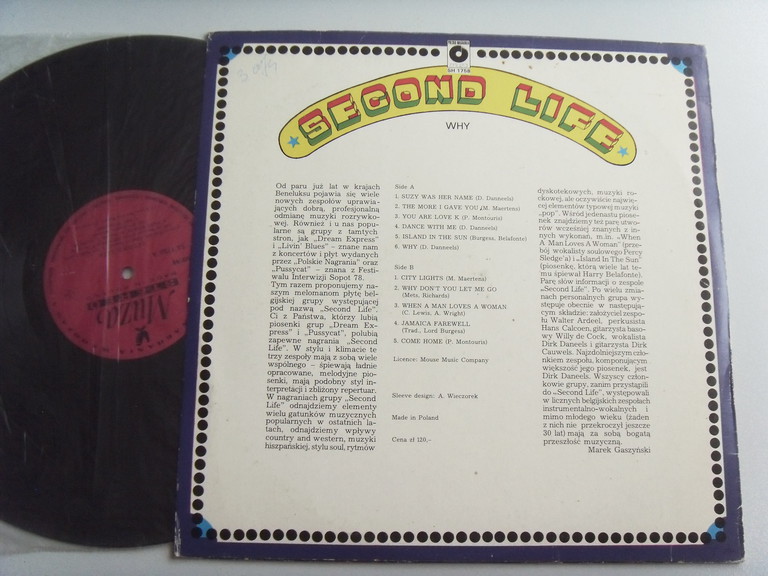 SH 1758
SECOND LIFE
WHY
Od paru już lat w krajach
Beneluksu pojawia się wiele
nowych zespołów uprawia-
jących dobrą, profesjonalną
odmianę muzyki rozrywko-
wej. Również i u nas popu-
larne są grupy z tamtych
stron, jak „Dream Express"
i „Livin' Blues" – znane nam
z koncertów i płyt wydanych
przez „Polskie Nagrania" oraz
„Pussycat" – znana z Festi-
walu Interwizji Sopot 78.
Tym razem proponujemy na-
szym melomanom płytę bel-
gijskiej grupy występującej
pod nazwą „Second Life".
Ci z Państwa, którzy lubią
piosenki grup „Dream Ex-
press" i „Pussycat", polubią
zapewne nagrania „Second
Life". W stylu i klimacie te
trzy zespoły mają z sobą wiele
wspólnego – śpiewają ładnie
opracowane, melodyjne pio-
senki, mają podobny styl in-
terpretacji i zbliżony repertuar.
W nagraniach grupy „Second
Life" odnajdziemy elementy
wielu gatunków muzycznych
popularnych w ostatnich la-
tach, odnajdziemy wpływy
country and western, muzyki
hiszpańskiej, stylu soul, rytmów
Side A
1. SUZY WAS HER NAME (D. Danneels)
2. THE MORE I GAVE YOU (M. Maertens)
3. YOU ARE LOVE K (P. Montouris)
4. DANCE WITH ME (D. Danneels)
5. ISLAND IN THE SUN (Burgess, Belafonte)
6. WHY (D. Danneels)
Side B
1. CITY LIGHTS (M. Maertens)
2. WHY DON'T YOU LET ME GO
(Mets, Richards)
3. WHEN A MAN LOVES A WOMAN
(C. Lewis, A. Wright)
4. JAMAICA FAREWELL
(Trad., Lord Burgess)
5. COME HOME (P. Montouris)
Licence: Mouse Music Company
Sleeve design: A. Wieczorek
Made in Poland
Cena zł 120,–
dyskotekowych, muzyki ro-
ckowej, ale oczywiście najwię-
cej elementów typowej muzyki
„pop". Wśród jedenastu piose-
nek znajdziemy też parę utwo-
rów wcześniej znanych z in-
nych wykonań, m.in. „When
A Man Loves A Woman" (prze-
bój wokalisty soulowego Percy
Sledge'a) i „Island In The Sun"
(piosenkę, którą wiele lat te-
mu śpiewał Harry Belafonte).
Parę słów informacji o zespole
„Second Life". Po wielu zmia-
nach personalnych grupa wy-
stępuje obecnie w następują-
cym składzie: założyciel zespo-
łu Walter Ardeel, perkusista
Hans Calcoen, gitarzysta baso-
wy Willy de Cock, wokalista
Dirk Daneels i gitarzysta Dirk
Cauwels. Najzdolniejszym czło-
nkiem zespołu, komponującym
większość jego piosenek, jest
Dirk Daneels. Wszyscy człon-
kowie grupy, zanim przystąpili
do „Second Life", występowali
w licznych belgijskich zespołach
instrumentalno-wokalnych i
mimo młodego wieku (żaden
z nich nie przekroczył jeszcze
30 lat) mają za sobą bogatą
przeszłość muzyczną.
Marek Gaszyński
Muza